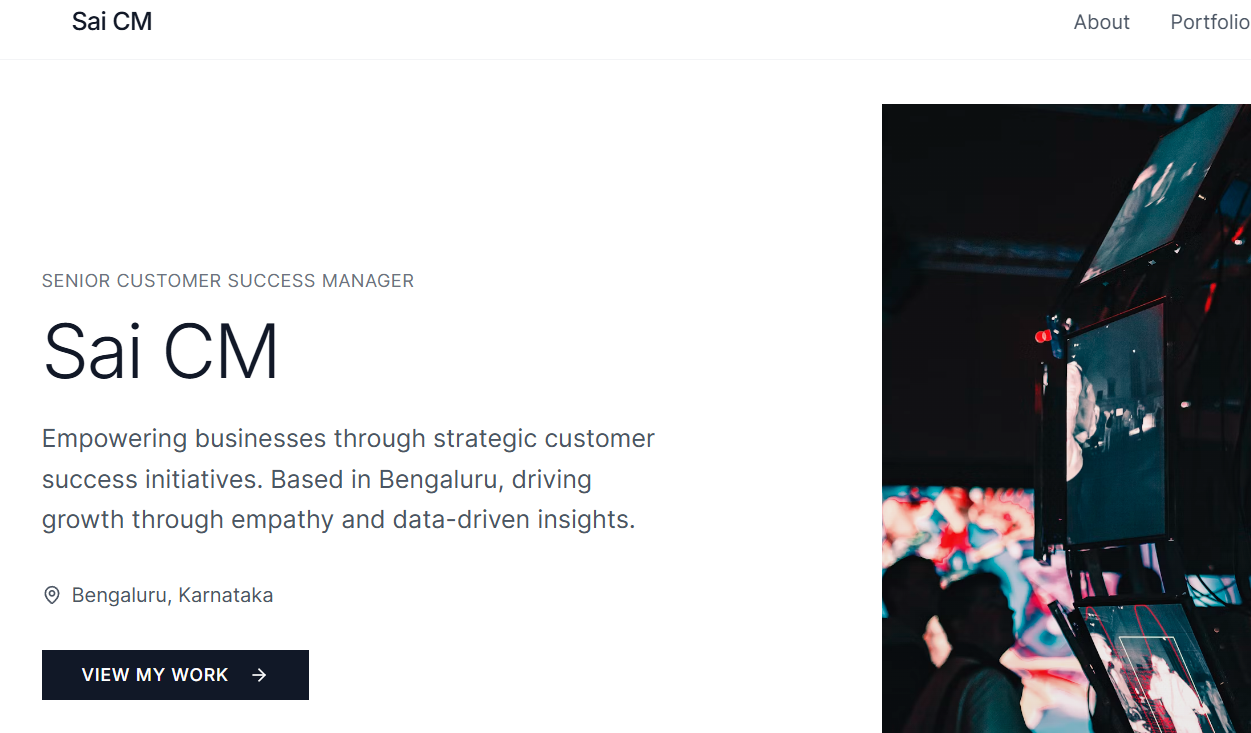 Sai CM
About
Portfolio
SENIOR CUSTOMER SUCCESS MANAGER
Sai CM
Empowering businesses through strategic customer
success initiatives. Based in Bengaluru, driving
growth through empathy and data-driven insights.
Bengaluru, Karnataka
VIEW MY WORK →